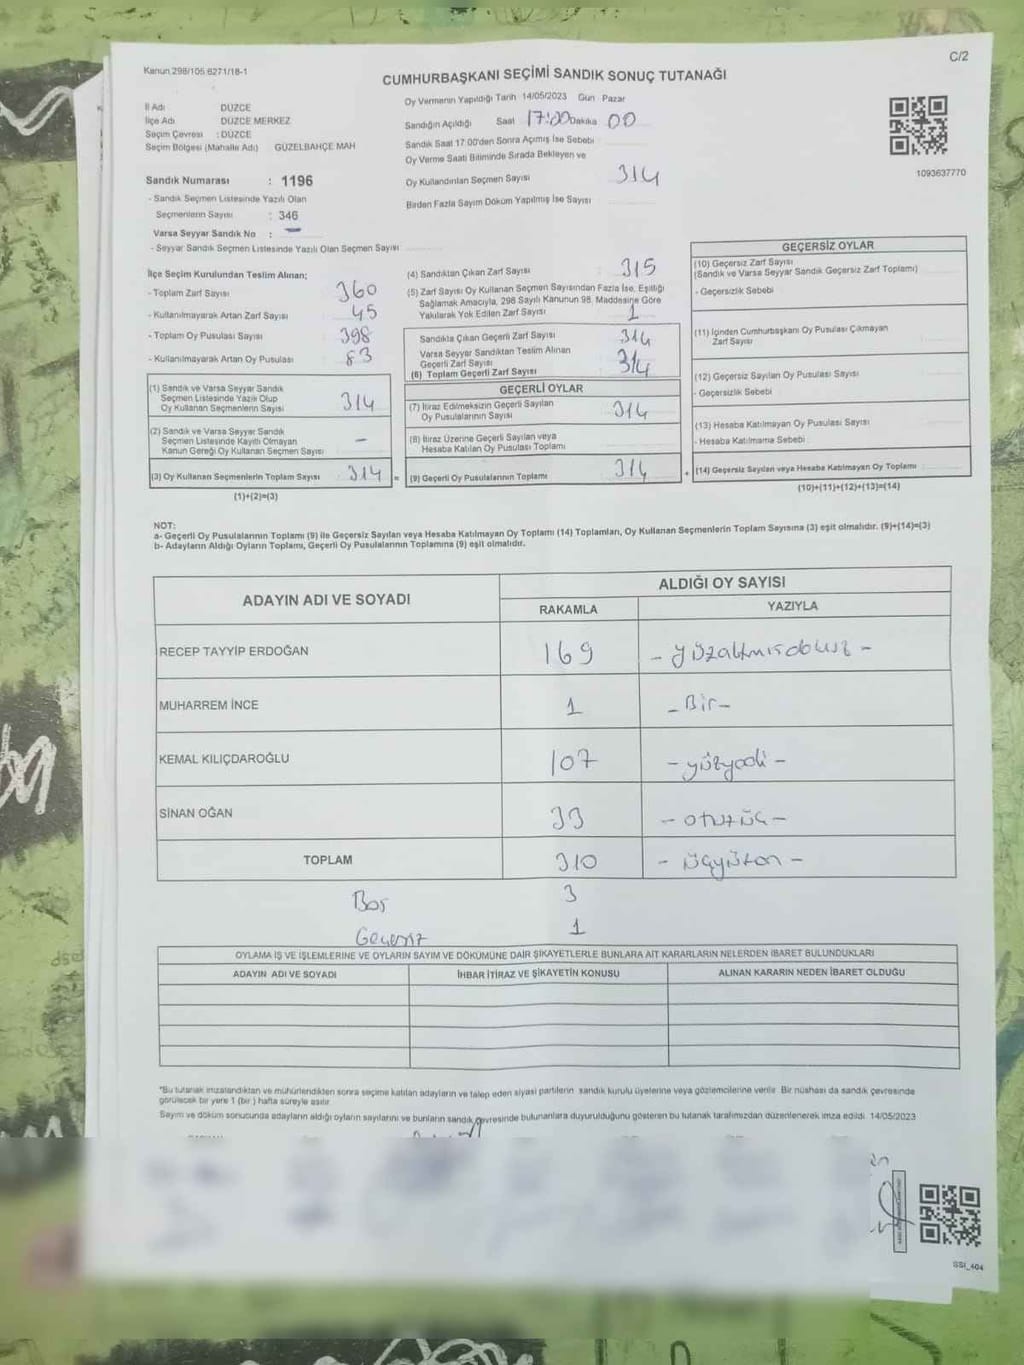 Kanun 298/105 6271/18-1
C/2
CUMHURBAŞKANI SEÇİMİ SANDIK SONUÇ TUTANAĞI
İl Adı DÜZCE
İlçe Adı DÜZCE MERKEZ
Seçim Çevresi : DÜZCE
Seçim Bölgesi (Mahalle Adı) GÜZELBAHÇE MAH
Oy Vermenin Yapıldığı Tarih 14/05/2023 Gün Pazar
Sandığın Açıldığı Saat 17:00 Dakika 00
Sandık Saat 17:00'den Sonra Açımış İse Sebebi
Oy Verme Saati Bitiminde Sırada Bekleyen ve
Oy Kullandırılan Seçmen Sayısı 314
Birden Fazla Sayım Döküm Yapılmış İse Sayısı
1093637770
Sandık Numarası : 1196
- Sandık Seçmen Listesinde Yazılı Olan
Seçmenlerin Sayısı : 346
Varsa Seyyar Sandık No : -
- Seyyar Sandık Seçmen Listesinde Yazılı Olan Seçmen Sayısı
İlçe Seçim Kurulundan Teslim Alınan;
- Toplam Zarf Sayısı 360
- Kullanılmayarak Artan Zarf Sayısı 45
- Toplam Oy Pusulası Sayısı 398
- Kullanılmayarak Artan Oy Pusulası 83
(1) Sandık ve Varsa Seyyar Sandık
Seçmen Listesinde Yazılı Olup
Oy Kullanan Seçmenlerin Sayısı 314
(2) Sandık ve Varsa Seyyar Sandık
Seçmen Listesinde Kayıtlı Olmayan
Kanun Gereği Oy Kullanan Seçmen Sayısı -
(3) Oy Kullanan Seçmenlerin Toplam Sayısı 314
(1)+(2)=(3)
(4) Sandıktan Çıkan Zarf Sayısı 315
(5) Zarf Sayısı Oy Kullanan Seçmen Sayısından Fazla İse, Eşitliği
Sağlamak Amacıyla, 298 Sayılı Kanunun 98. Maddesine Göre
Yakılarak Yok Edilen Zarf Sayısı 1
Sandıkta Çıkan Geçerli Zarf Sayısı 314
Varsa Seyyar Sandıktan Teslim Alınan
Geçerli Zarf Sayısı
(6) Toplam Geçerli Zarf Sayısı 314
GEÇERLİ OYLAR
(7) İtiraz Edilmeksizin Geçerli Sayılan
Oy Pusulalarının Sayısı 314
(8) İtiraz Üzerine Geçerli Sayılan veya
Hesaba Katılan Oy Pusulası Toplamı
= (9) Geçerli Oy Pusulalarının Toplamı 314
GEÇERSİZ OYLAR
(10) Geçersiz Zarf Sayısı
(Sandık ve Varsa Seyyar Sandık Geçersiz Zarf Toplamı)
- Geçersizlik Sebebi
(11) İçinden Cumhurbaşkanı Oy Pusulası Çıkmayan
Zarf Sayısı
(12) Geçersiz Sayılan Oy Pusulası Sayısı
- Geçersizlik Sebebi
(13) Hesaba Katılmayan Oy Pusulası Sayısı
- Hesaba Katılmama Sebebi
+ (14) Geçersiz Sayılan veya Hesaba Katılmayan Oy Toplamı
(10)+(11)+(12)+(13)=(14)
NOT:
a- Geçerli Oy Pusulasının Toplamı (9) ile Geçersiz Sayılan veya Hesaba Katılmayan Oy Toplamı (14) Toplamları, Oy Kullanan Seçmenlerin Toplam Sayısına (3) eşit olmalıdır. (9)+(14)=(3)
b- Adayların Aldığı Oyların Toplamı, Geçerli Oy Pusulalarının Toplamına (9) eşit olmalıdır.
ADAYIN ADI VE SOYADI
ALDIĞI OY SAYISI
RAKAMLA YAZIYLA
RECEP TAYYİP ERDOĞAN 169 - yüzaltmışdokuz -
MUHARREM İNCE 1 - Bir -
KEMAL KILIÇDAROĞLU 107 - yüzyedi -
SİNAN OĞAN 33 - otuzüç -
TOPLAM 310 - üçyüzon -
Boş 3
Geçersiz 1
OYLAMA İŞ VE İŞLEMLERİNE VE OYLARIN SAYIM VE DÖKÜMÜNE DAİR ŞİKAYETLERLE BUNLARA AİT KARARLARIN NELERDEN İBARET BULUNDUKLARI
ADAYIN ADI VE SOYADI İHBAR İTİRAZ VE ŞİKAYETİN KONUSU ALINAN KARARIN NEDEN İBARET OLDUĞU
*Bu tutanak imzalandıktan ve mühürlendikten sonra seçime katılan adayların ve talep eden siyasi partilerin sandık kurulu üyelerine veya gözlemcilerine verilir. Bir nüshası da sandık çevresinde
görülecek bir yere 1 (bir) hafta süreyle asılır.
Sayım ve döküm sonucunda adayların aldığı oyların sayılarını ve bunların sandık çevresinde bulunanlara duyurulduğunu gösteren bu tutanak tarafımızdan düzenlenerek imza edildi. 14/05/2023
SSI_404